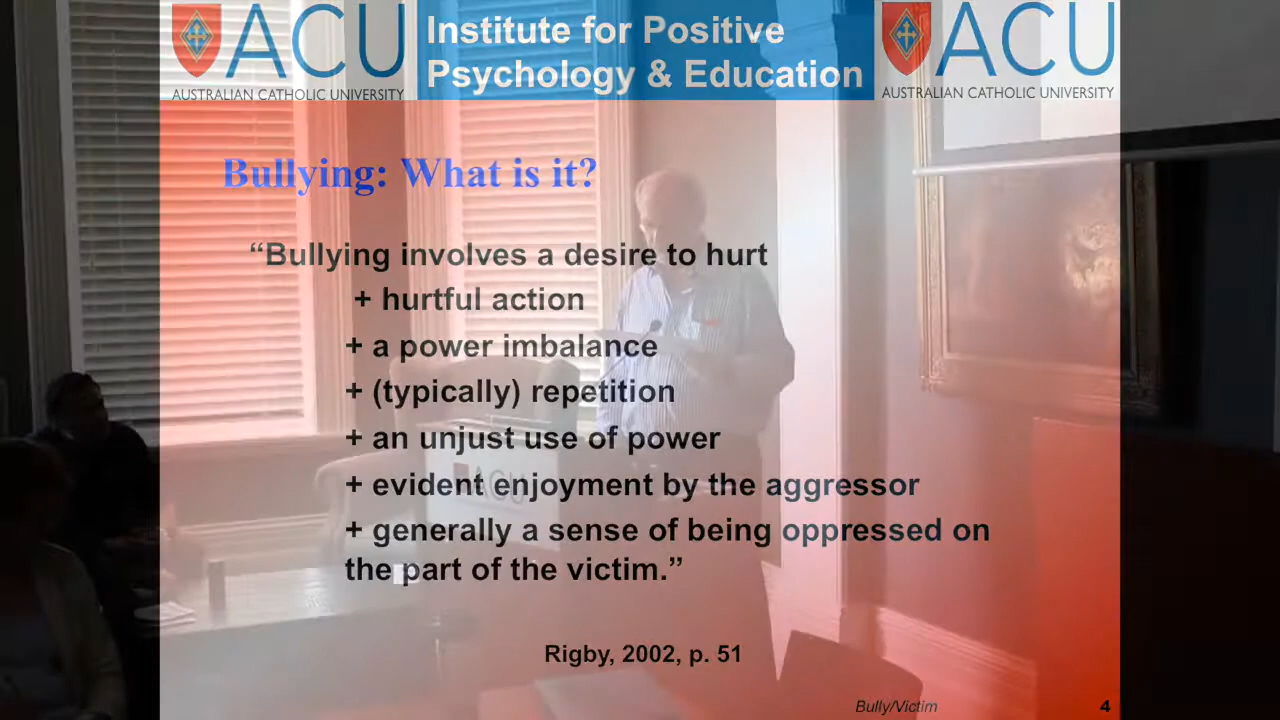 ACU
AUSTRALIAN CATHOLIC UNIVERSITY
Institute for Positive
Psychology & Education
ACU
AUSTRALIAN CATHOLIC UNIVERSITY
Bullying: What is it?
“Bullying involves a desire to hurt
+ hurtful action
+ a power imbalance
+ (typically) repetition
+ an unjust use of power
+ evident enjoyment by the aggressor
+ generally a sense of being oppressed on
the part of the victim.”
ACU
Rigby, 2002, p. 51
Bully/Victim
4